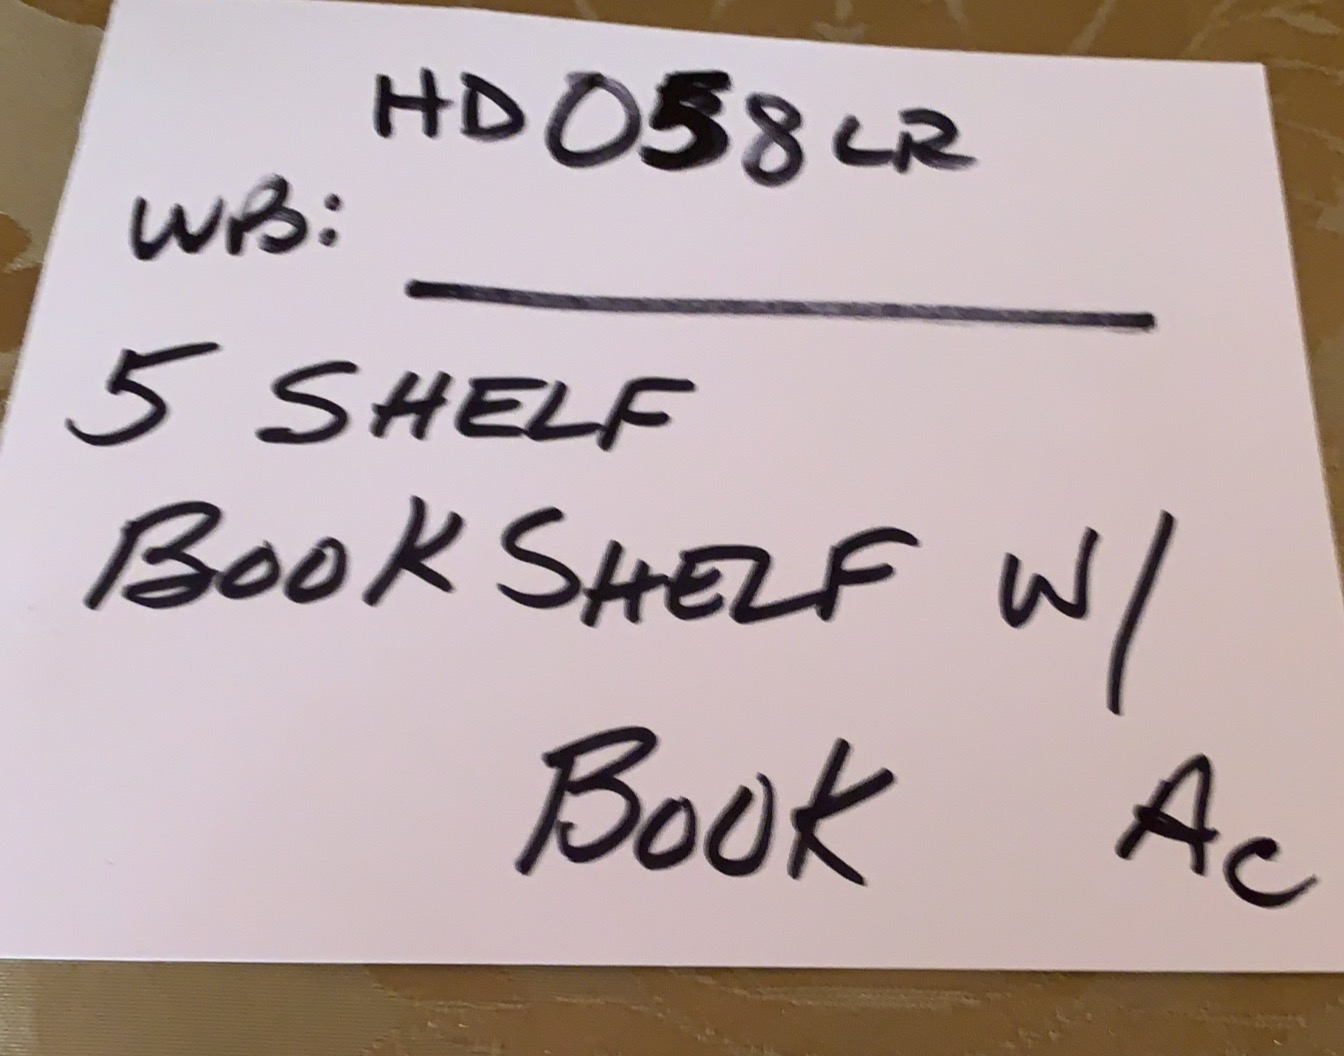 HD058LR
WB:
5 SHELF
BOOKSHELF W/
BOOK AC